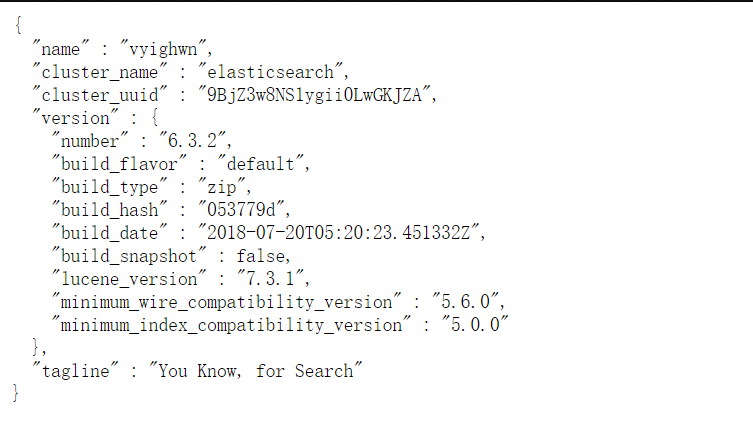 {
"name" : "vyighwn",
"cluster_name" : "elasticsearch",
"cluster_uuid" : "9BjZ3w8NS1ygii0LwGKJZA",
"version" : {
"number" : "6.3.2",
"build_flavor" : "default",
"build_type" : "zip",
"build_hash" : "053779d",
"build_date" : "2018-07-20T05:20:23.451332Z",
"build_snapshot" : false,
"lucene_version" : "7.3.1",
"minimum_wire_compatibility_version" : "5.6.0",
"minimum_index_compatibility_version" : "5.0.0"
},
"tagline" : "You Know, for Search"
}